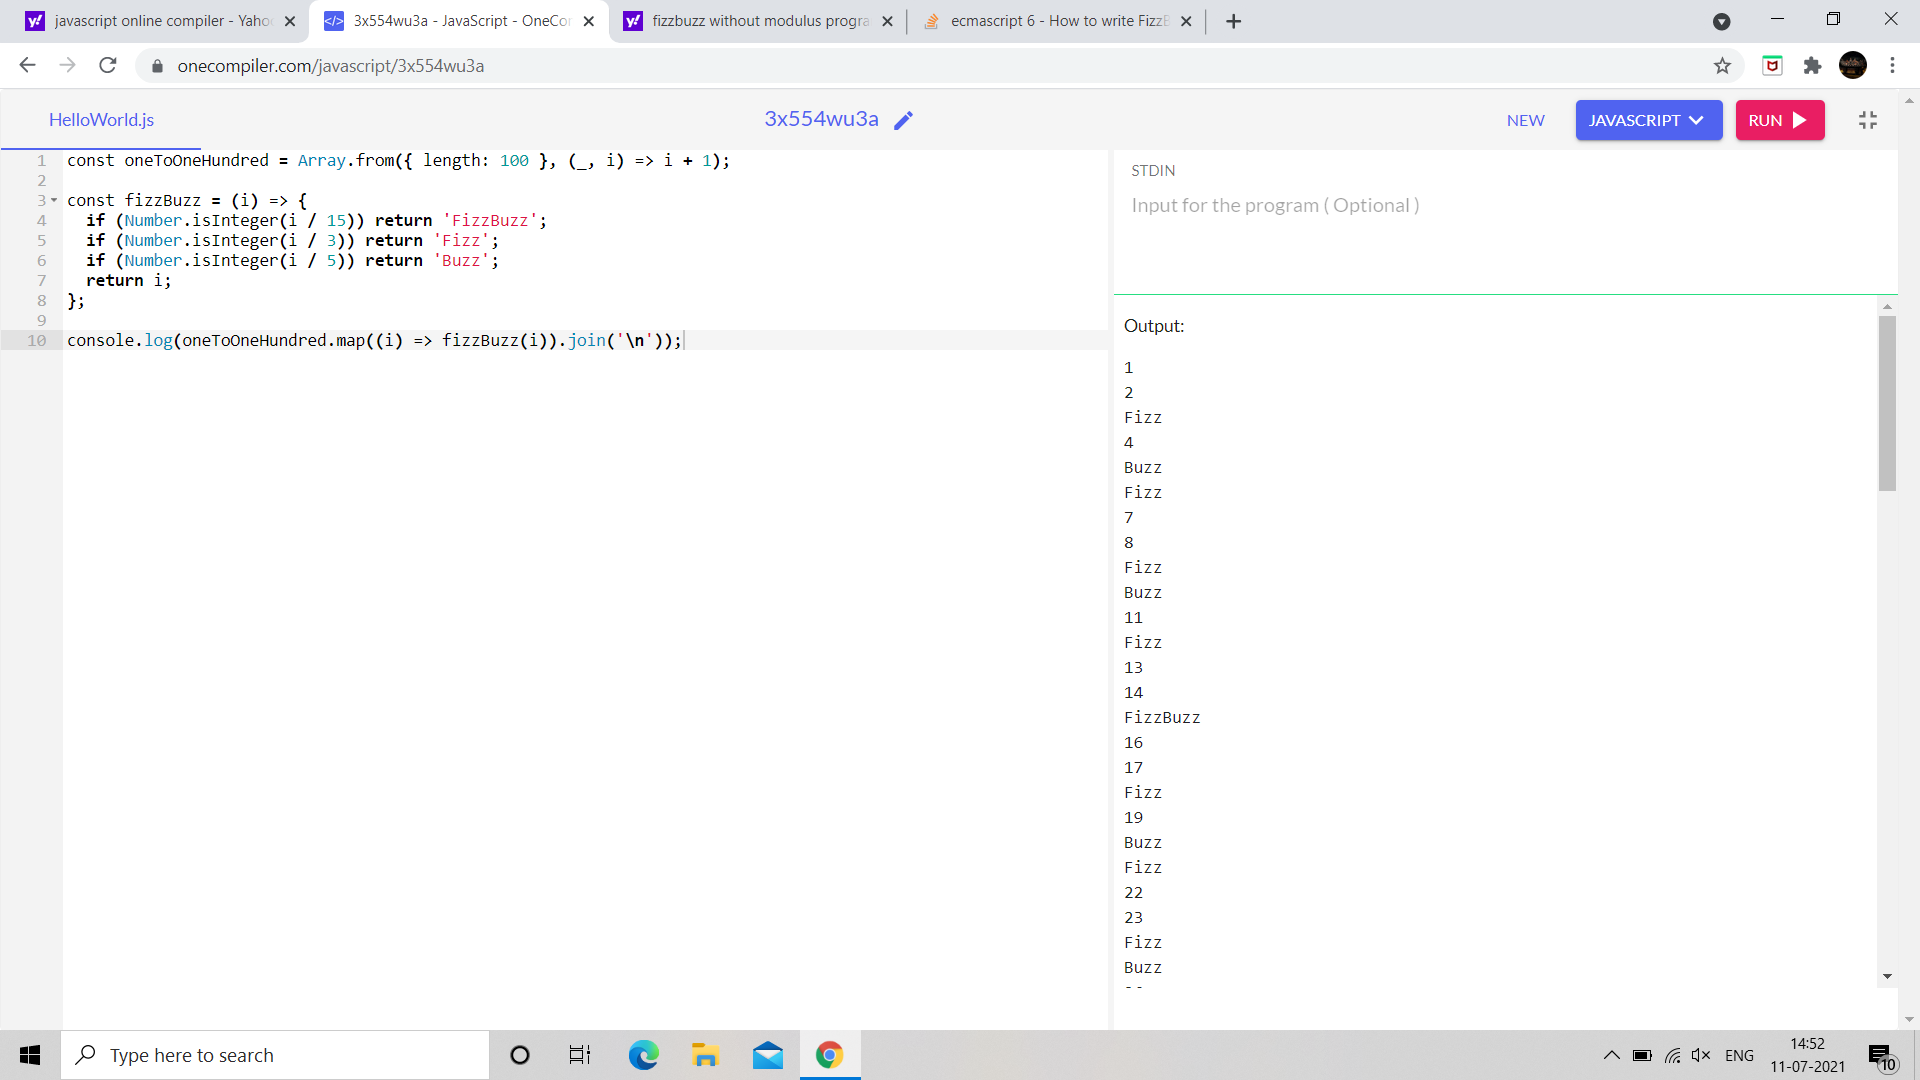 javascript online compiler - Yahoo
3x554wu3a - JavaScript - OneCom
fizzbuzz without modulus progra
ecmascript 6 - How to write FizzB
onecompiler.com/javascript/3x554wu3a
HelloWorld.js
3x554wu3a
NEW
JAVASCRIPT
RUN
1 const oneToOneHundred = Array.from({ length: 100 }, (_, i) => i + 1);
2
3 const fizzBuzz = (i) => {
4 if (Number.isInteger(i / 15)) return 'FizzBuzz';
5 if (Number.isInteger(i / 3)) return 'Fizz';
6 if (Number.isInteger(i / 5)) return 'Buzz';
7 return i;
8 };
9
10 console.log(oneToOneHundred.map((i) => fizzBuzz(i)).join('\n'));
STDIN
Input for the program ( Optional )
Output:
1
2
Fizz
4
Buzz
Fizz
7
8
Fizz
Buzz
11
Fizz
13
14
FizzBuzz
16
17
Fizz
19
Buzz
Fizz
22
23
Fizz
Buzz
Type here to search
ENG
14:52
11-07-2021
10